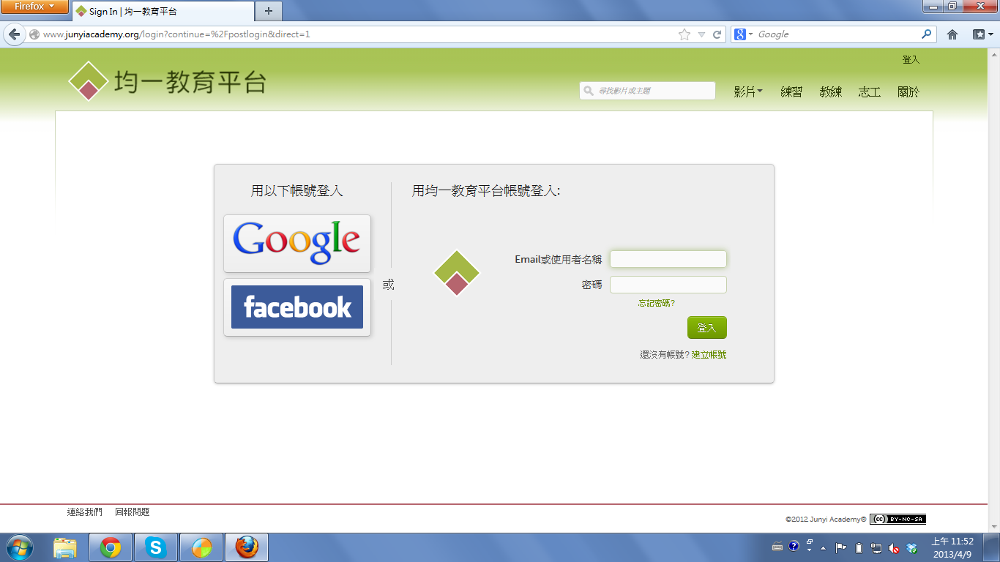 Firefox
Sign In | 均一教育平台
www.junyiacademy.org/login?continue=%2Fpostlogin&direct=1
Google
登入
均一教育平台
尋找影片或主題
影片 練習 教練 志工 關於
用以下帳號登入
Google
facebook
或
用均一教育平台帳號登入:
Email或使用者名稱
密碼
忘記密碼?
登入
還沒有帳號? 建立帳號
連絡我們 回報問題
©2012 Junyi Academy®
(cc) BY-NC-SA
上午 11:52
2013/4/9